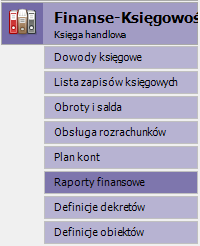 Finanse-Księgowoś
Księga handlowa
Dowody księgowe
Lista zapisów księgowych
Obroty i salda
Obsługa rozrachunków
Plan kont
Raporty finansowe
Definicje dekretów
Definicje obiektów